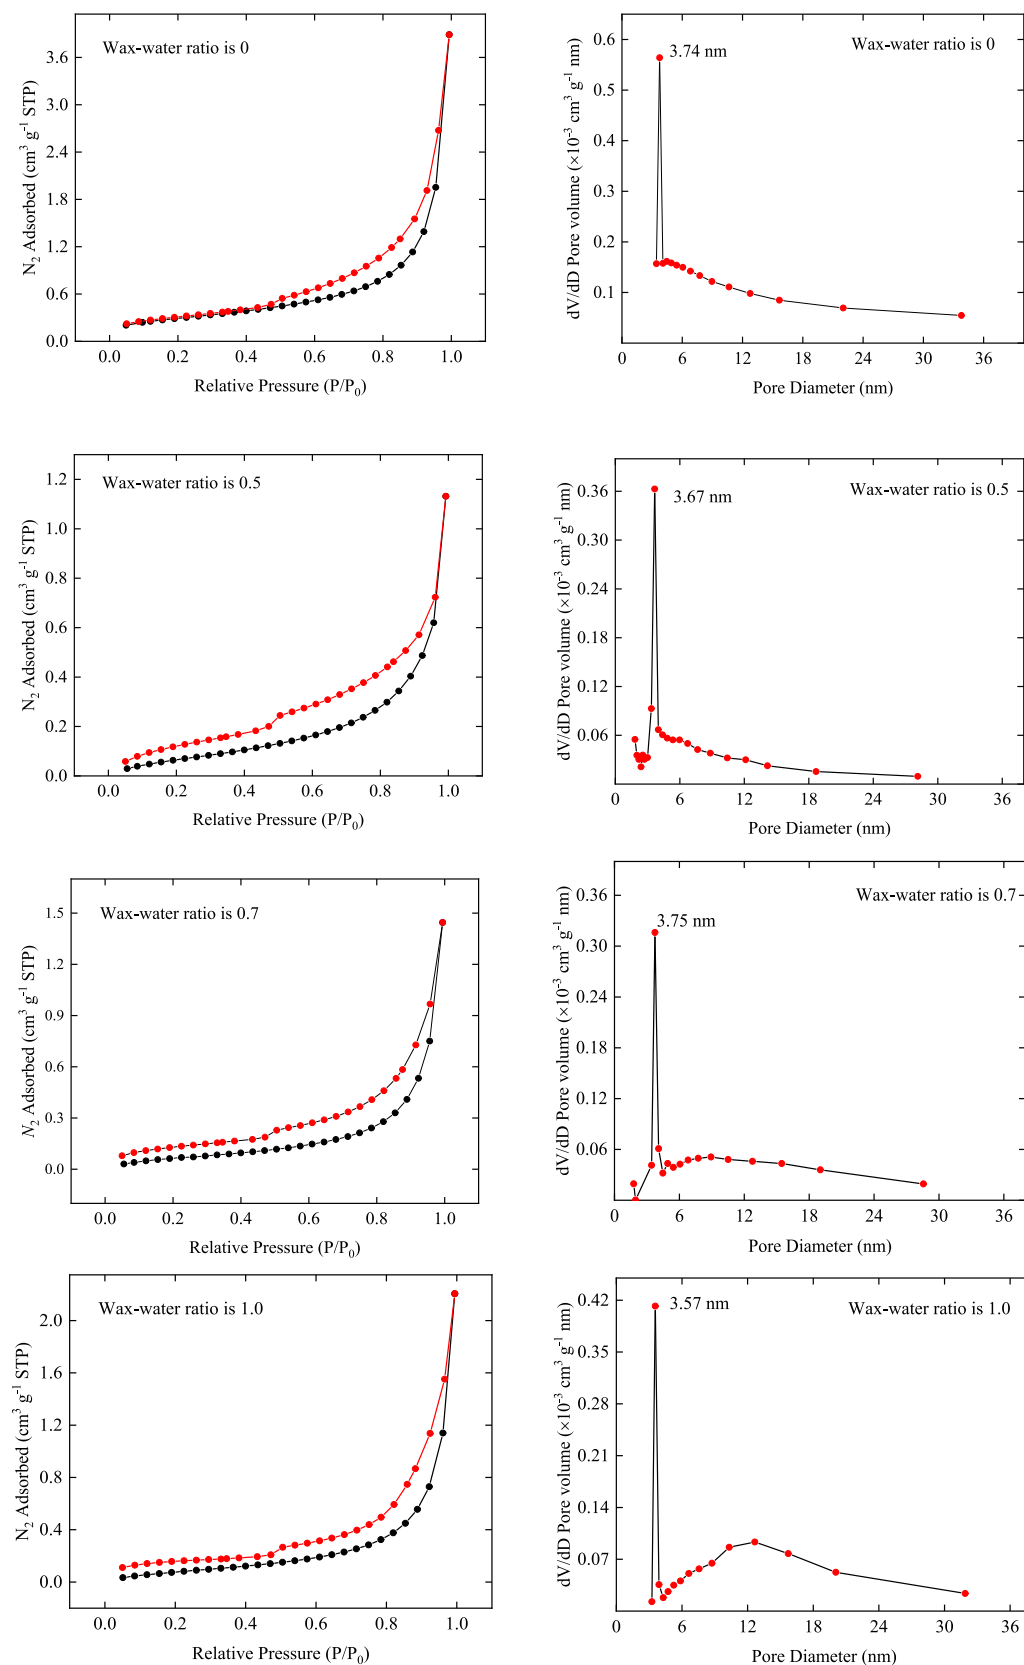 Wax-water ratio is 0
3.6
3.0
2.4
1.8
1.2
0.6
0.0
N₂ Adsorbed (cm³ g⁻¹ STP)
0.0 0.2 0.4 0.6 0.8 1.0
Relative Pressure (P/P₀)
Wax-water ratio is 0
3.74 nm
0.6
0.5
0.5
0.3
0.2
0.1
dV/dD Pore volume (×10⁻³ cm³ g⁻¹ nm)
0 6 12 18 24 30 36
Pore Diameter (nm)
Wax-water ratio is 0.5
1.2
1.0
0.8
0.6
0.4
0.2
0.0
N₂ Adsorbed (cm³ g⁻¹ STP)
0.0 0.2 0.4 0.6 0.8 1.0
Relative Pressure (P/P₀)
Wax-water ratio is 0.5
3.67 nm
0.36
0.30
0.24
0.18
0.12
0.06
dV/dD Pore volume (×10⁻³ cm³ g⁻¹ nm)
0 6 12 18 24 30 36
Pore Diameter (nm)
Wax-water ratio is 0.7
1.5
1.2
0.9
0.6
0.3
0.0
N₂ Adsorbed (cm³ g⁻¹ STP)
0.0 0.2 0.4 0.6 0.8 1.0
Relative Pressure (P/P₀)
Wax-water ratio is 0.7
3.75 nm
0.36
0.30
0.24
0.18
0.12
0.06
dV/dD Pore volume (×10⁻³ cm³ g⁻¹ nm)
0 6 12 18 24 30 36
Pore Diameter (nm)
Wax-water ratio is 1.0
2.0
1.6
1.2
0.8
0.4
0.0
N₂ Adsorbed (cm³ g⁻¹ STP)
0.0 0.2 0.4 0.6 0.8 1.0
Relative Pressure (P/P₀)
Wax-water ratio is 1.0
3.57 nm
0.42
0.35
0.28
0.21
0.14
0.07
dV/dD Pore volume (×10⁻³ cm³ g⁻¹ nm)
0 6 12 18 24 30 36
Pore Diameter (nm)